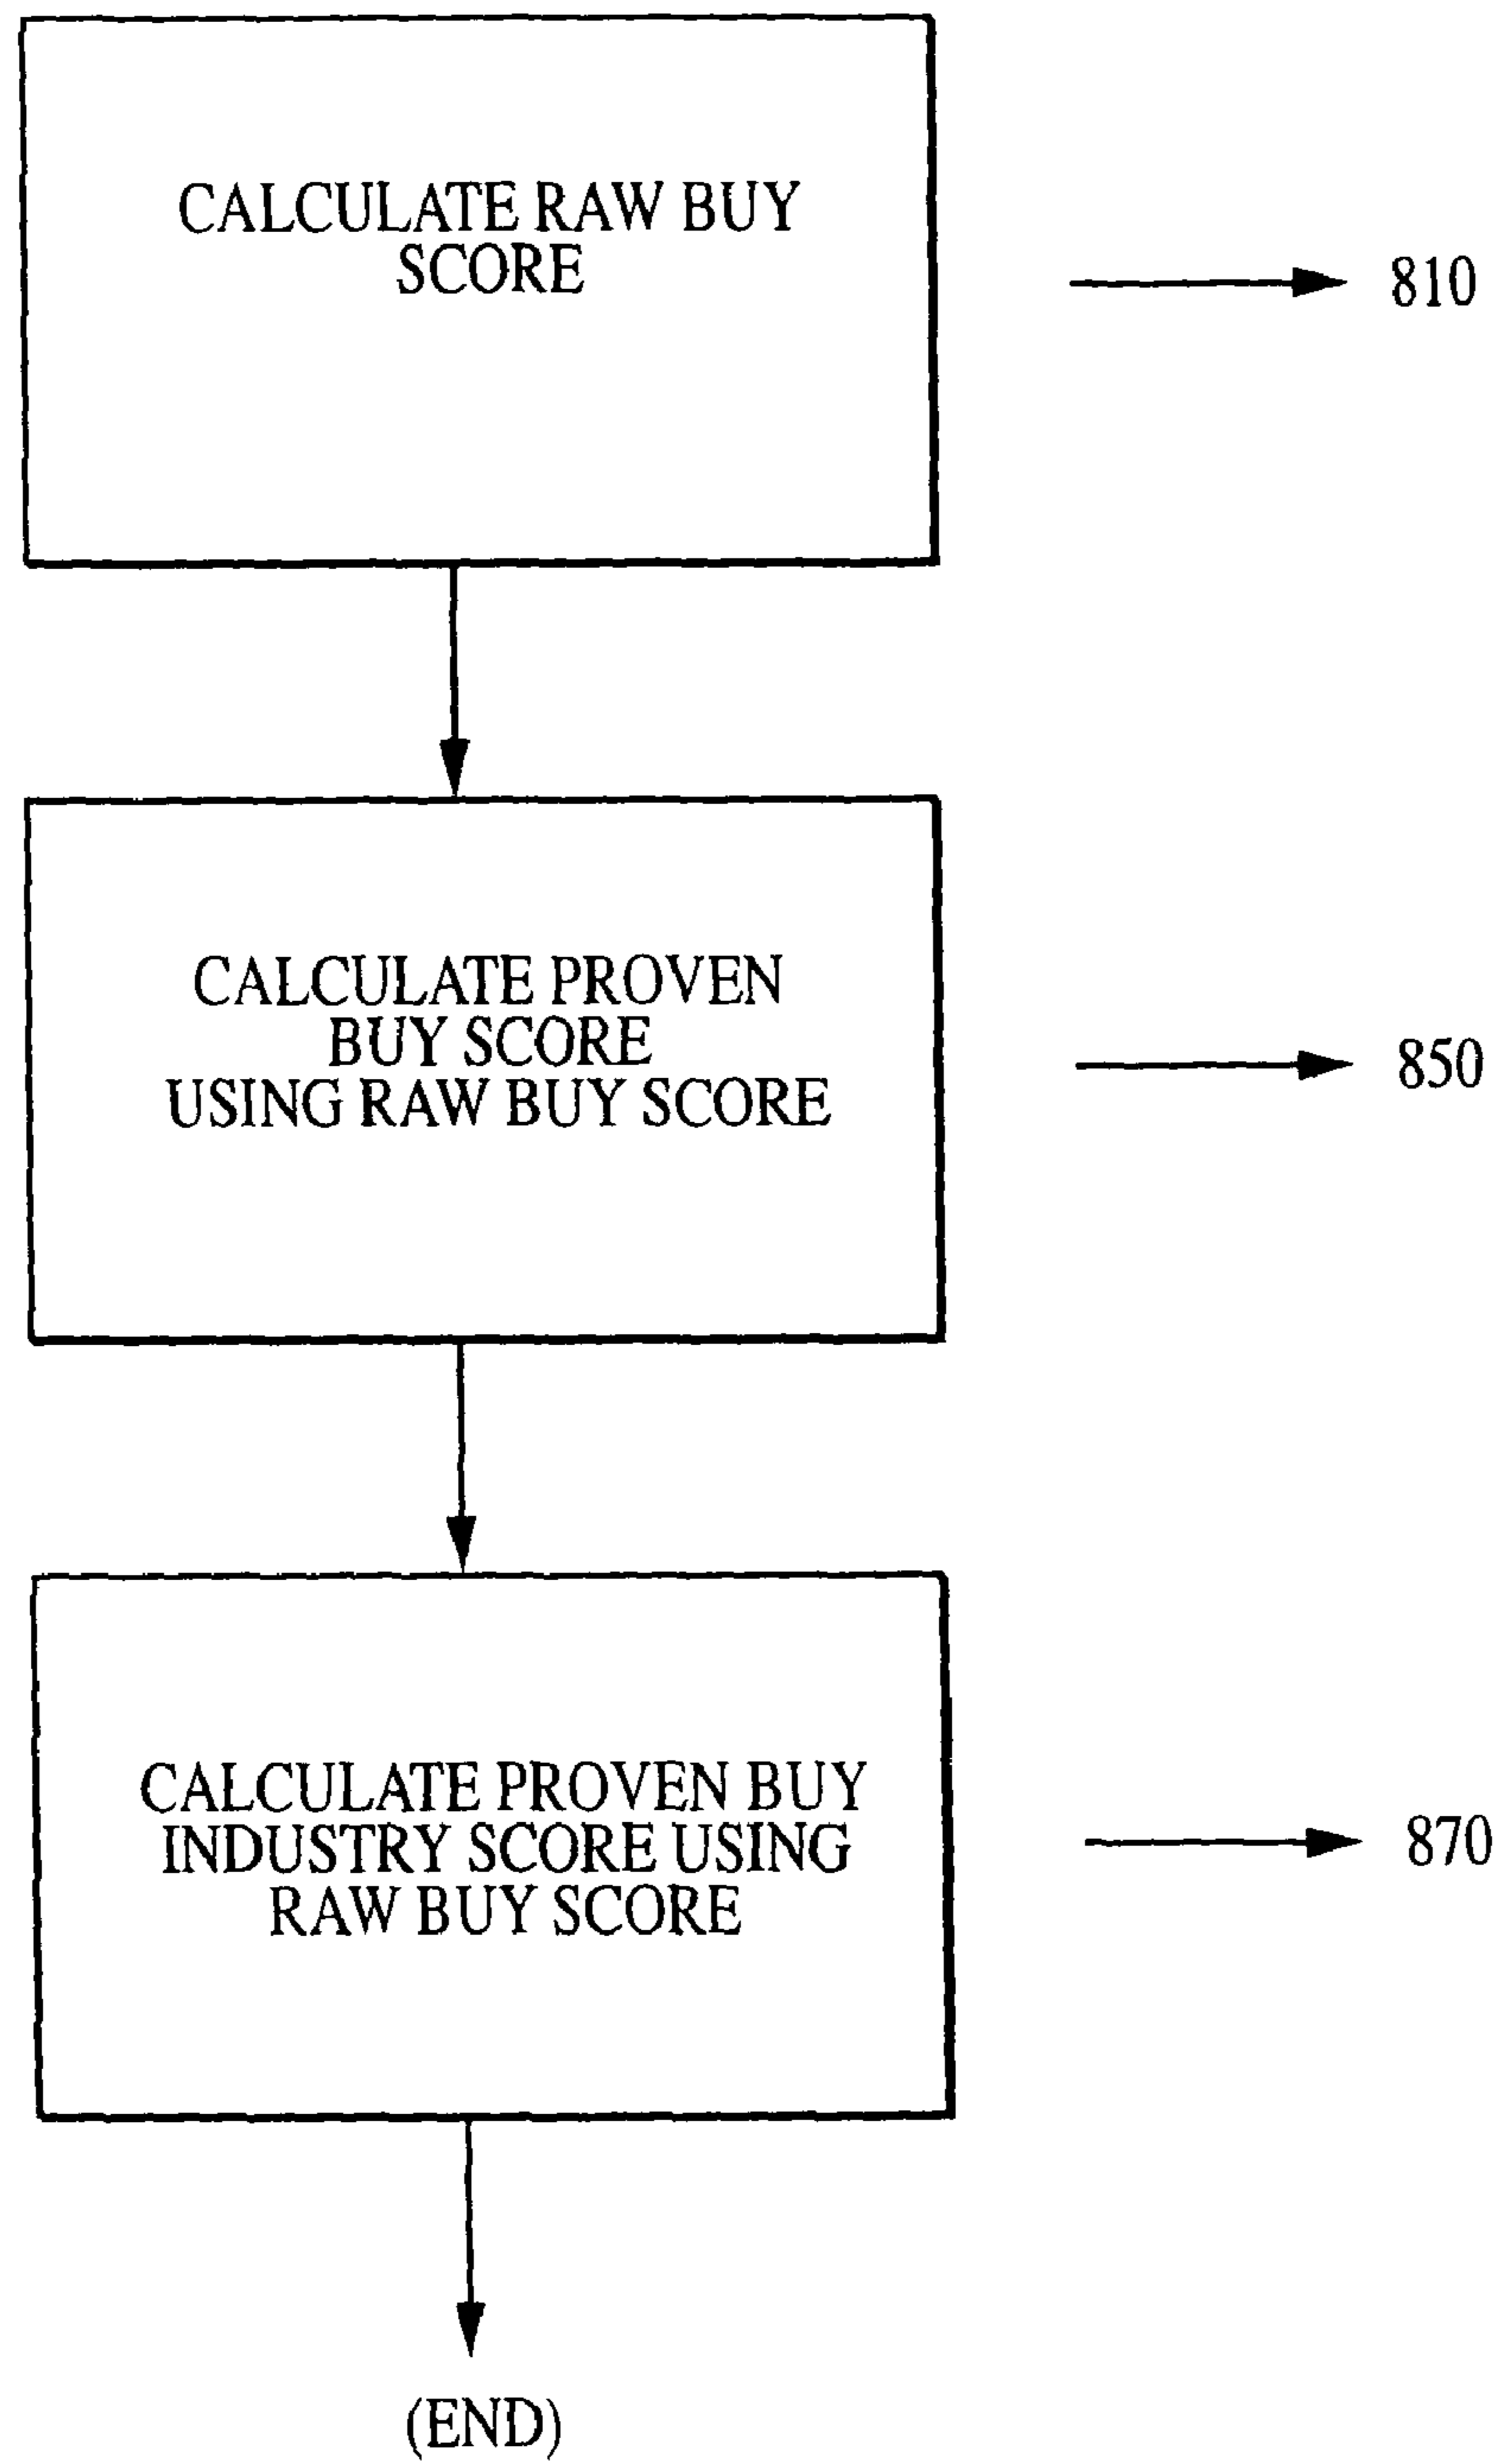 CALCULATE RAW BUY
SCORE
810
CALCULATE PROVEN
BUY SCORE
USING RAW BUY SCORE
850
CALCULATE PROVEN BUY
INDUSTRY SCORE USING
RAW BUY SCORE
870
(END)